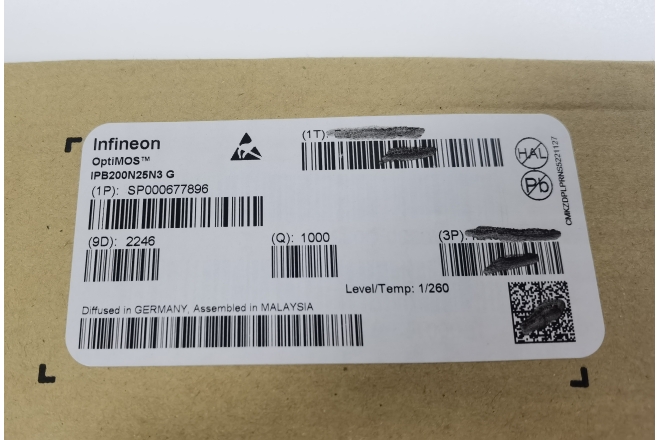 Infineon
OptiMOS™
IPB200N25N3 G
(1P): SP000677896
(1T):
HAL
Pb
CMKZDPLPRNS5221127
(9D): 2246
(Q): 1000
(3P):
Level/Temp: 1/260
Diffused in GERMANY, Assembled in MALAYSIA